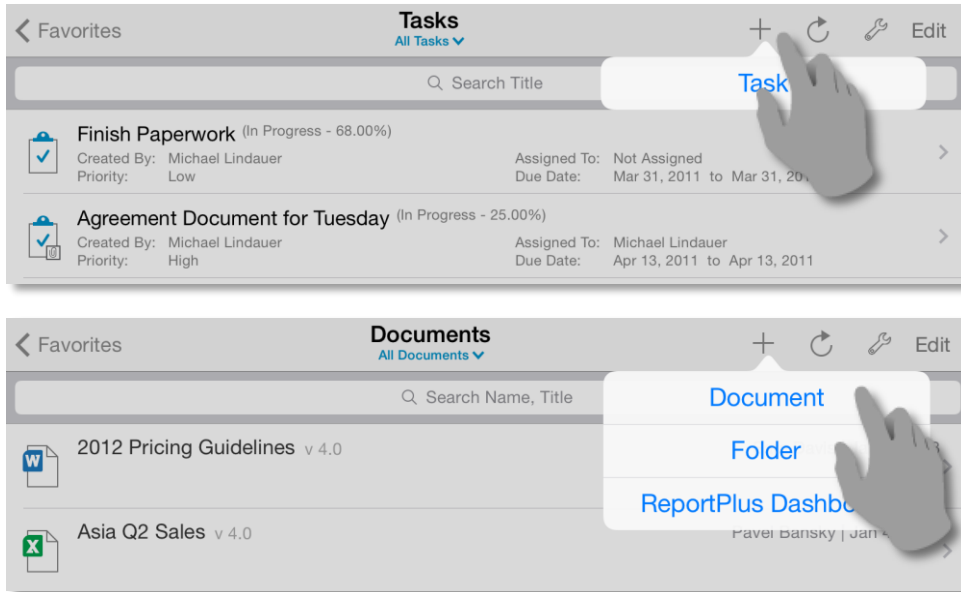 Favorites
Tasks
All Tasks
Edit
Search Title
Task
Finish Paperwork (In Progress - 68.00%)
Created By: Michael Lindauer
Priority: Low
Assigned To: Not Assigned
Due Date: Mar 31, 2011 to Mar 31,
Agreement Document for Tuesday (In Progress - 25.00%)
Created By: Michael Lindauer
Priority: High
Assigned To: Michael Lindauer
Due Date: Apr 13, 2011 to Apr 13, 2011
Favorites
Documents
All Documents
Edit
Search Name, Title
Document
Folder
ReportPlus
2012 Pricing Guidelines v 4.0
W
Asia Q2 Sales v 4.0
X
Pavel Bansky | Jan